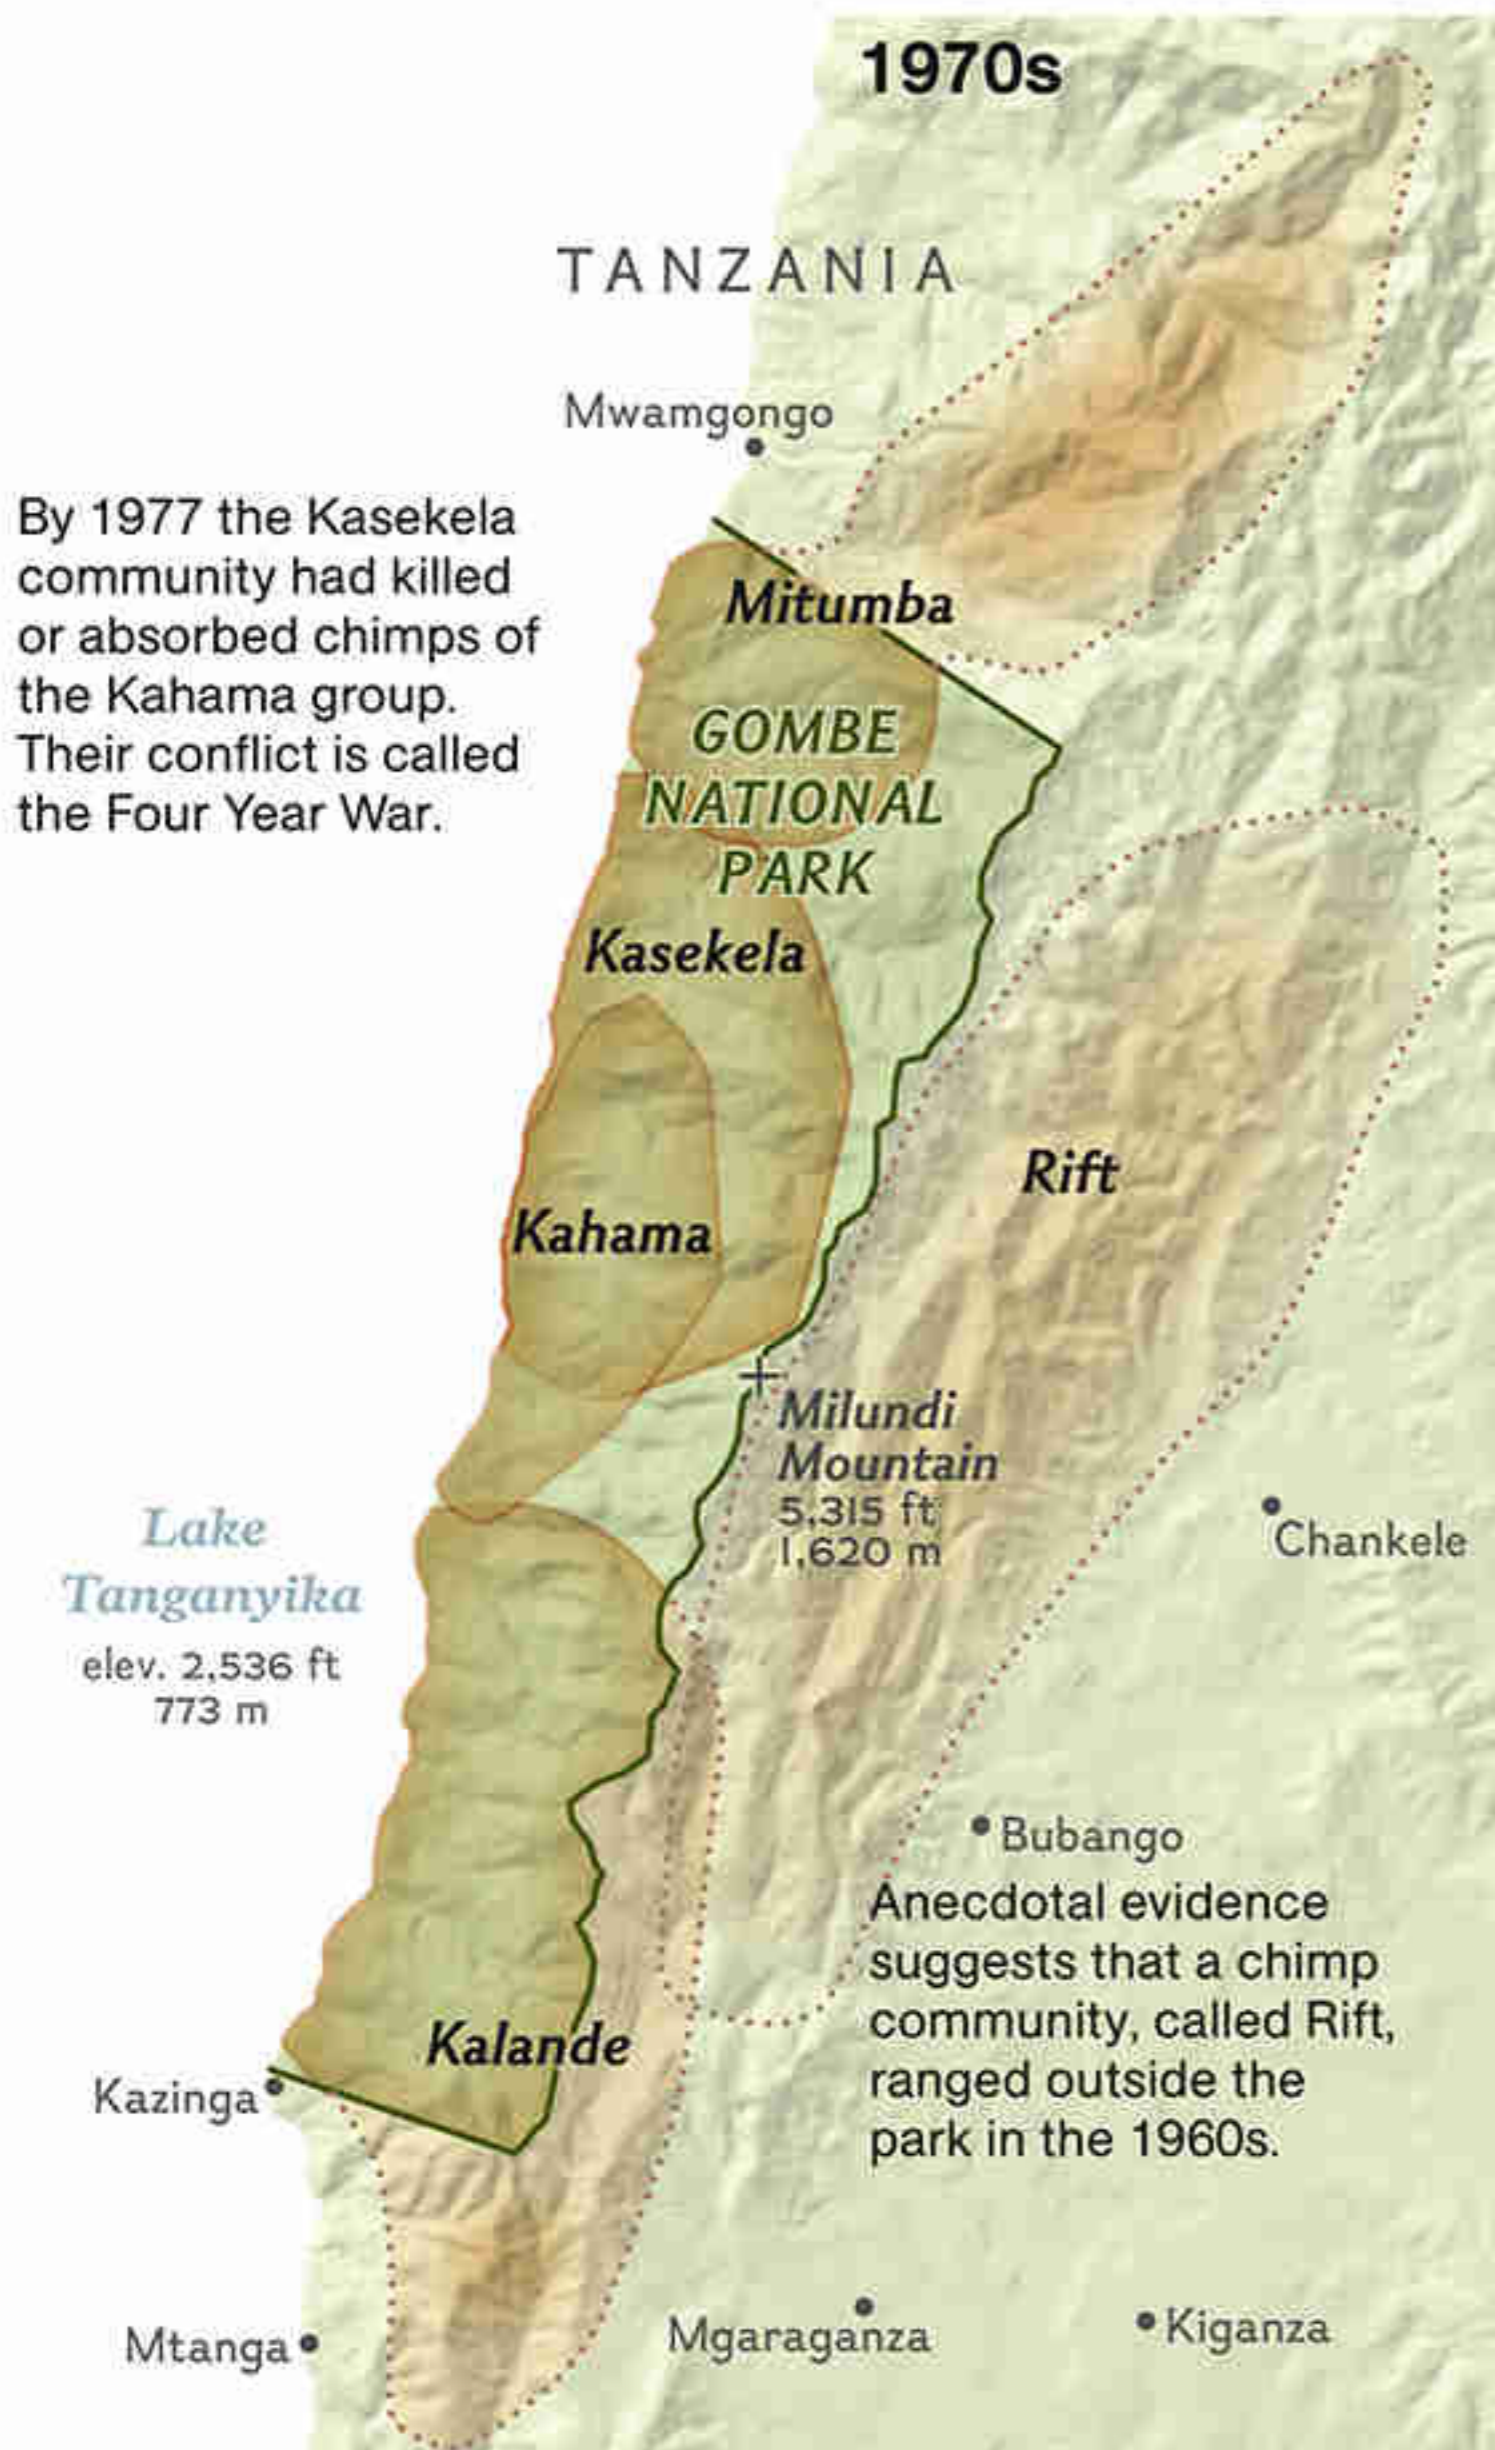 1970s
TANZANIA
Mwamgongo
By 1977 the Kasekela
community had killed
or absorbed chimps of
the Kahama group.
Their conflict is called
the Four Year War.
Mitumba
GOMBE
NATIONAL
PARK
Kasekela
Rift
Kahama
Milundi
Mountain
5,315 ft
1,620 m
Lake
Tanganyika
elev. 2,536 ft
773 m
Chankele
Bubango
Anecdotal evidence
suggests that a chimp
community, called Rift,
ranged outside the
park in the 1960s.
Kalande
Kazinga
Mtanga
Mgaraganza
Kiganza